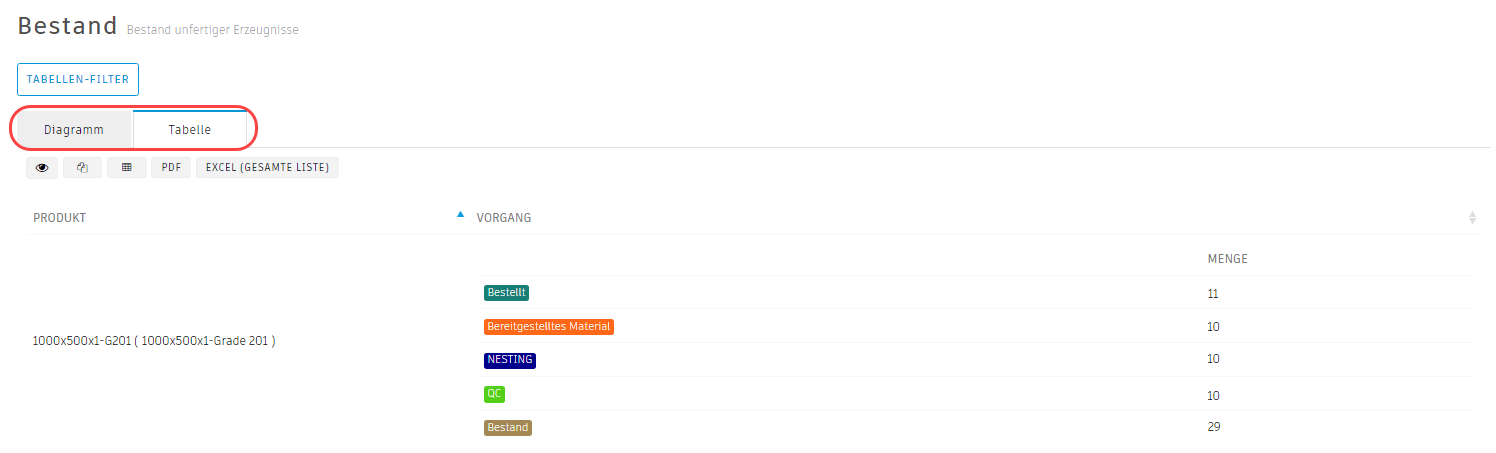 Bestand Bestand unfertiger Erzeugnisse
TABELLEN-FILTER
Diagramm Tabelle
PDF EXCEL (GESAMTE LISTE)
PRODUKT VORGANG
MENGE
Bestellt 11
Bereitgestelltes Material 10
1000x500x1-G201 ( 1000x500x1-Grade 201 )
NESTING 10
QC 10
Bestand 29